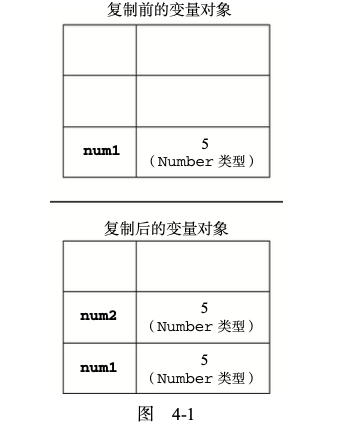 复制前的变量对象
num1
5
（Number 类型）
复制后的变量对象
num2
5
（Number 类型）
num1
5
（Number 类型）
图 4-1